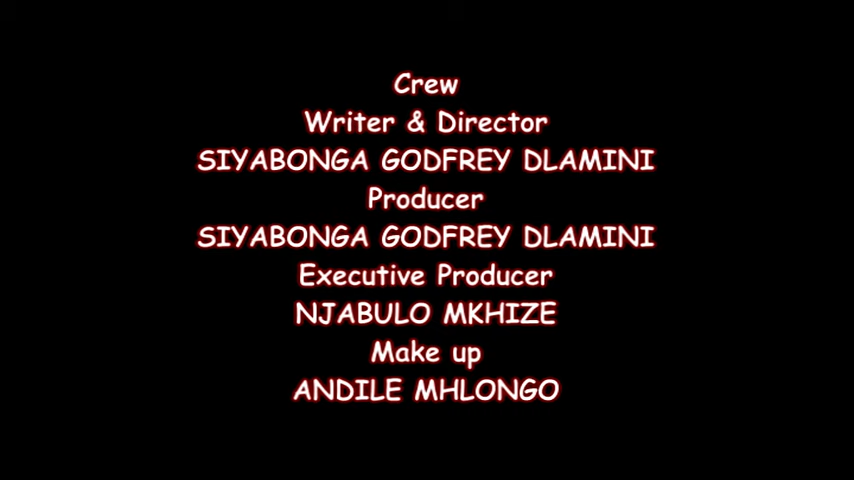 Crew
Writer & Director
SIYABONGA GODFREY DLAMINI
Producer
SIYABONGA GODFREY DLAMINI
Executive Producer
NJABULO MKHIZE
Make up
ANDILE MHLONGO